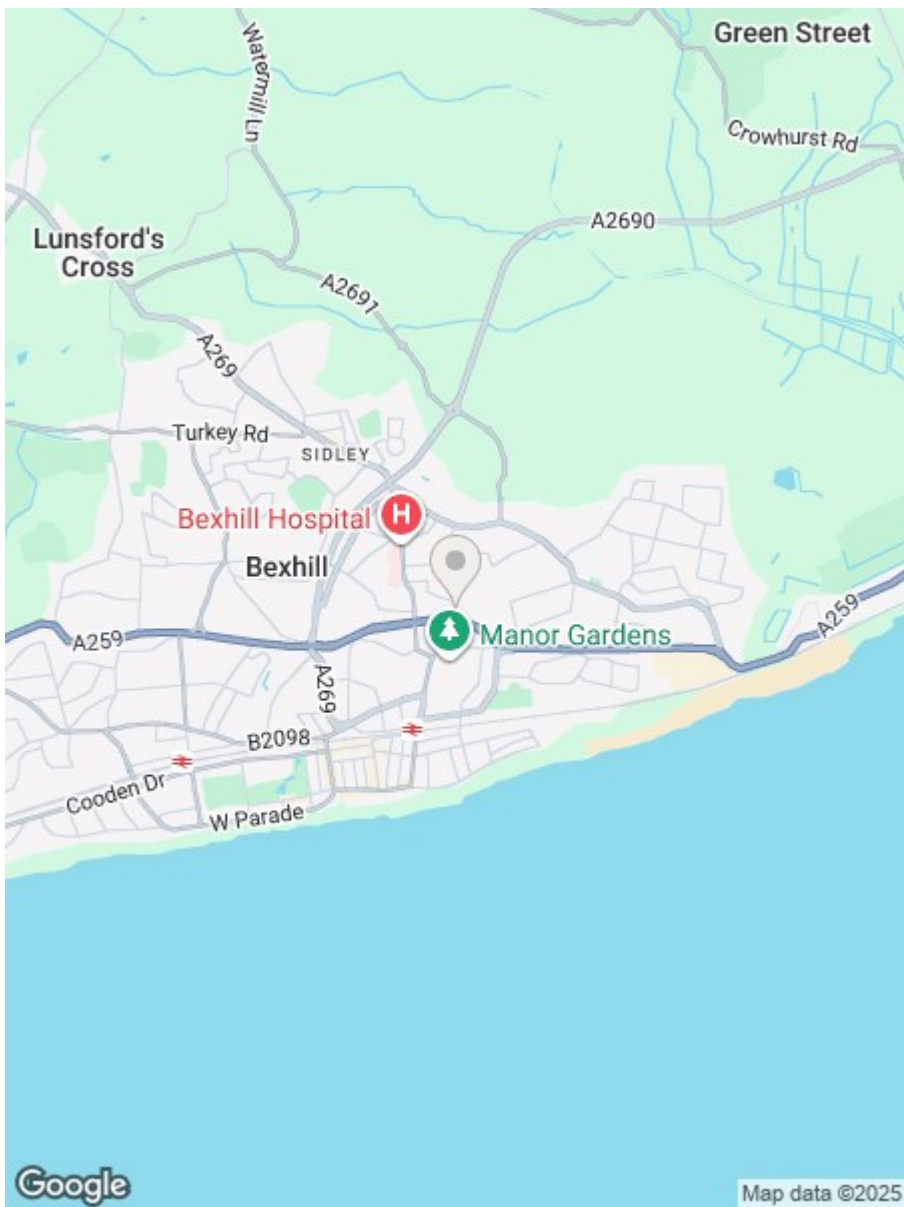 Green Street
Watermill Ln
Crowhurst Rd
A2690
Lunsford's
Cross
A2691
A269
Turkey Rd
SIDLEY
Bexhill Hospital
H
Bexhill
A259
A259
Manor Gardens
A269
B2098
Cooden Dr
W Parade
Google
Map data ©2025